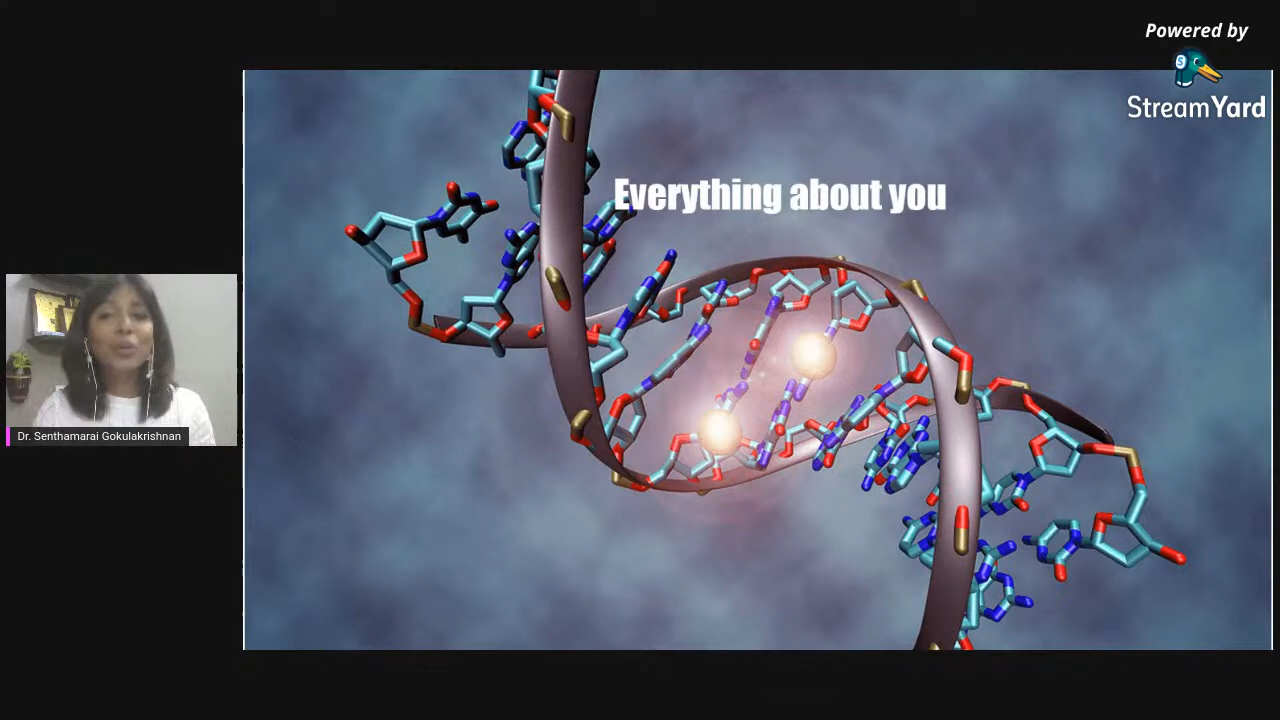 Powered by
StreamYard
Everything about you
Dr. Senthamarai Gokulakrishnan